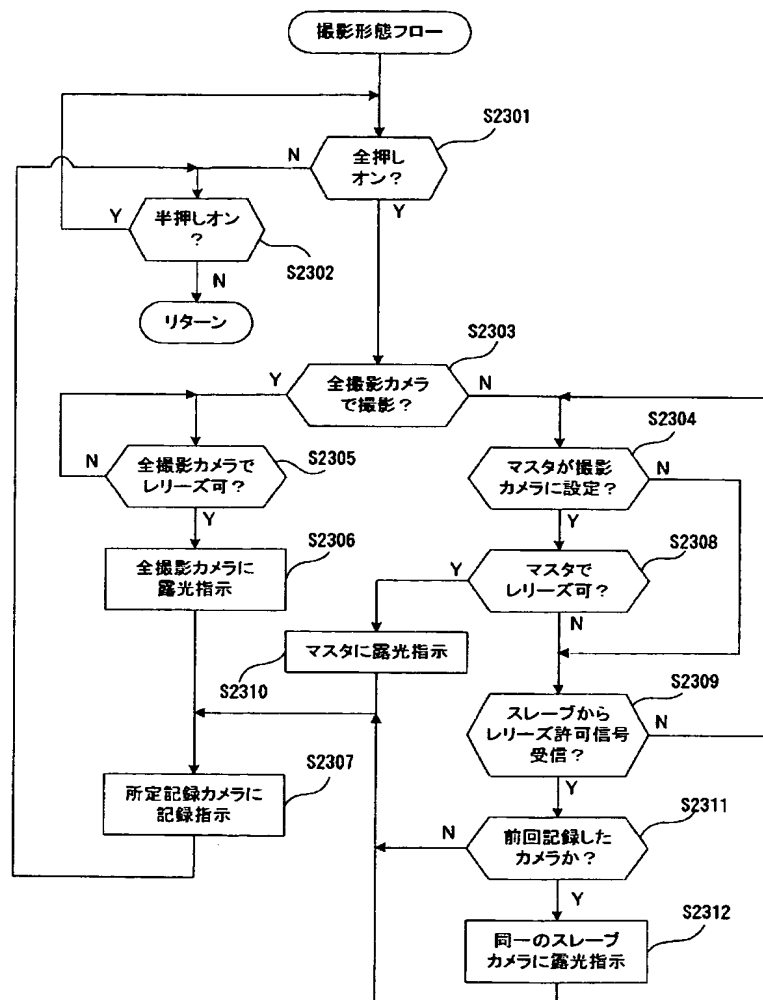 撮影形態フロー
S2301
全押し
オン?
N
Y
半押しオン
?
Y
S2302
N
リターン
S2303
全撮影カメラ
で撮影?
Y
N
S2304
マスタが撮影
カメラに設定?
N
Y
全撮影カメラで
レリーズ可?
S2305
N
Y
S2306
全撮影カメラに
露光指示
S2308
マスタで
レリーズ可?
Y
N
マスタに露光指示
S2310
S2309
スレーブから
レリーズ許可信号
受信?
N
Y
S2307
所定記録カメラに
記録指示
S2311
前回記録した
カメラか?
N
Y
S2312
同一のスレーブ
カメラに露光指示